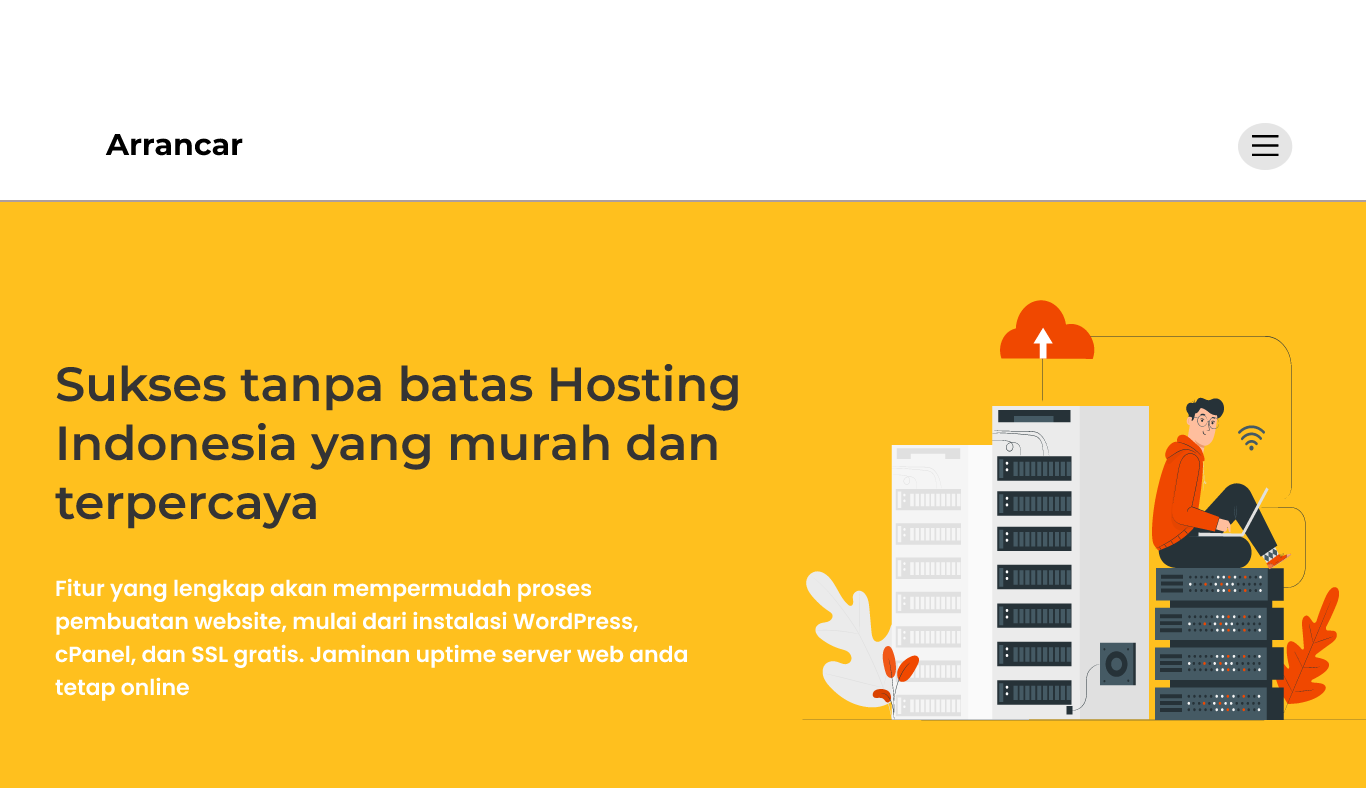 Arrancar
Sukses tanpa batas Hosting
Indonesia yang murah dan
terpercaya
Fitur yang lengkap akan mempermudah proses
pembuatan website, mulai dari instalasi WordPress,
cPanel, dan SSL gratis. Jaminan uptime server web anda
tetap online